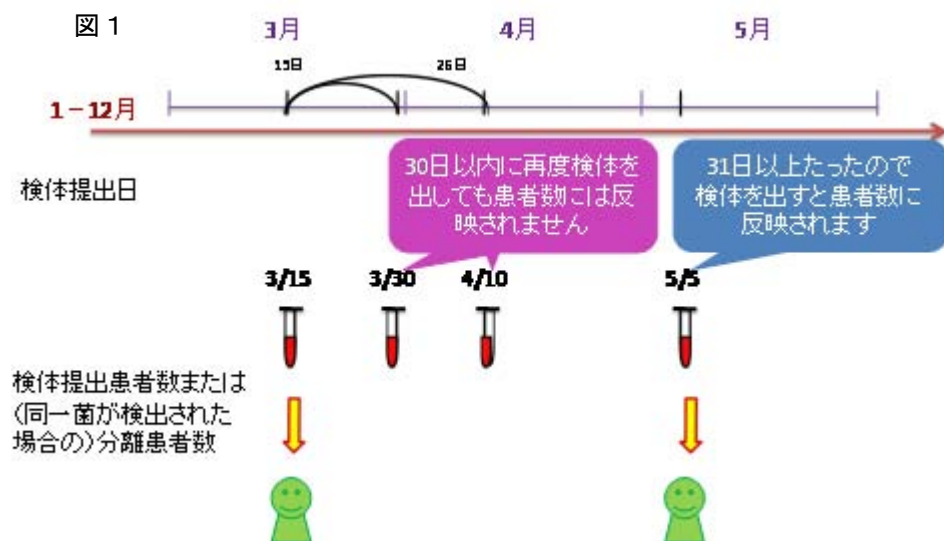 図1
3月
4月
5月
15日
26日
1－12月
30日以内に再度検体を
出しても患者数には反
映されません
31日以上たったので
検体を出すと患者数に
反映されます
検体提出日
3/15
3/30
4/10
5/5
検体提出患者数または
(同一菌が検出された
場合の)分離患者数